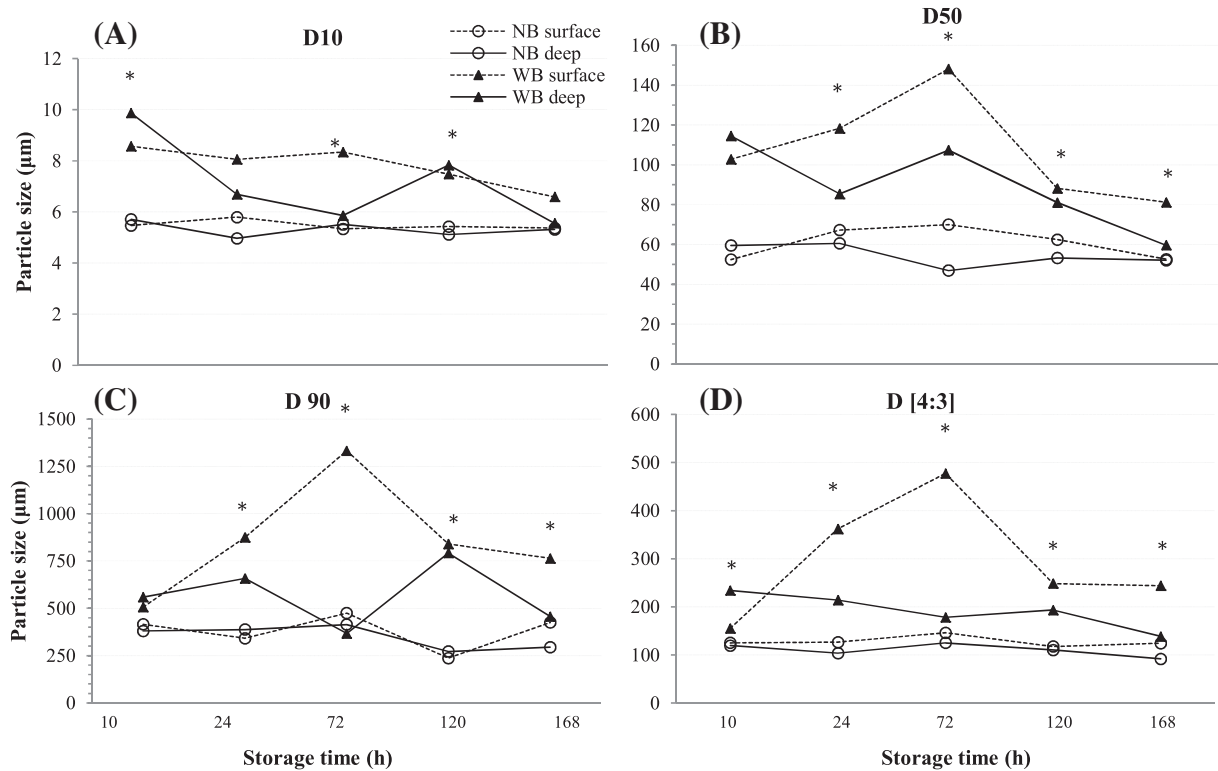 (A)
D10
NB surface
NB deep
WB surface
WB deep
Particle size (µm)
12
10
8
6
4
2
0
*
*
*
(B)
D50
160
140
120
100
80
60
40
20
0
*
*
*
*
(C)
D 90
Particle size (µm)
1500
1250
1000
750
500
250
0
*
*
*
*
10 24 72 120 168
Storage time (h)
(D)
D [4:3]
600
500
400
300
200
100
0
*
*
*
*
*
10 24 72 120 168
Storage time (h)